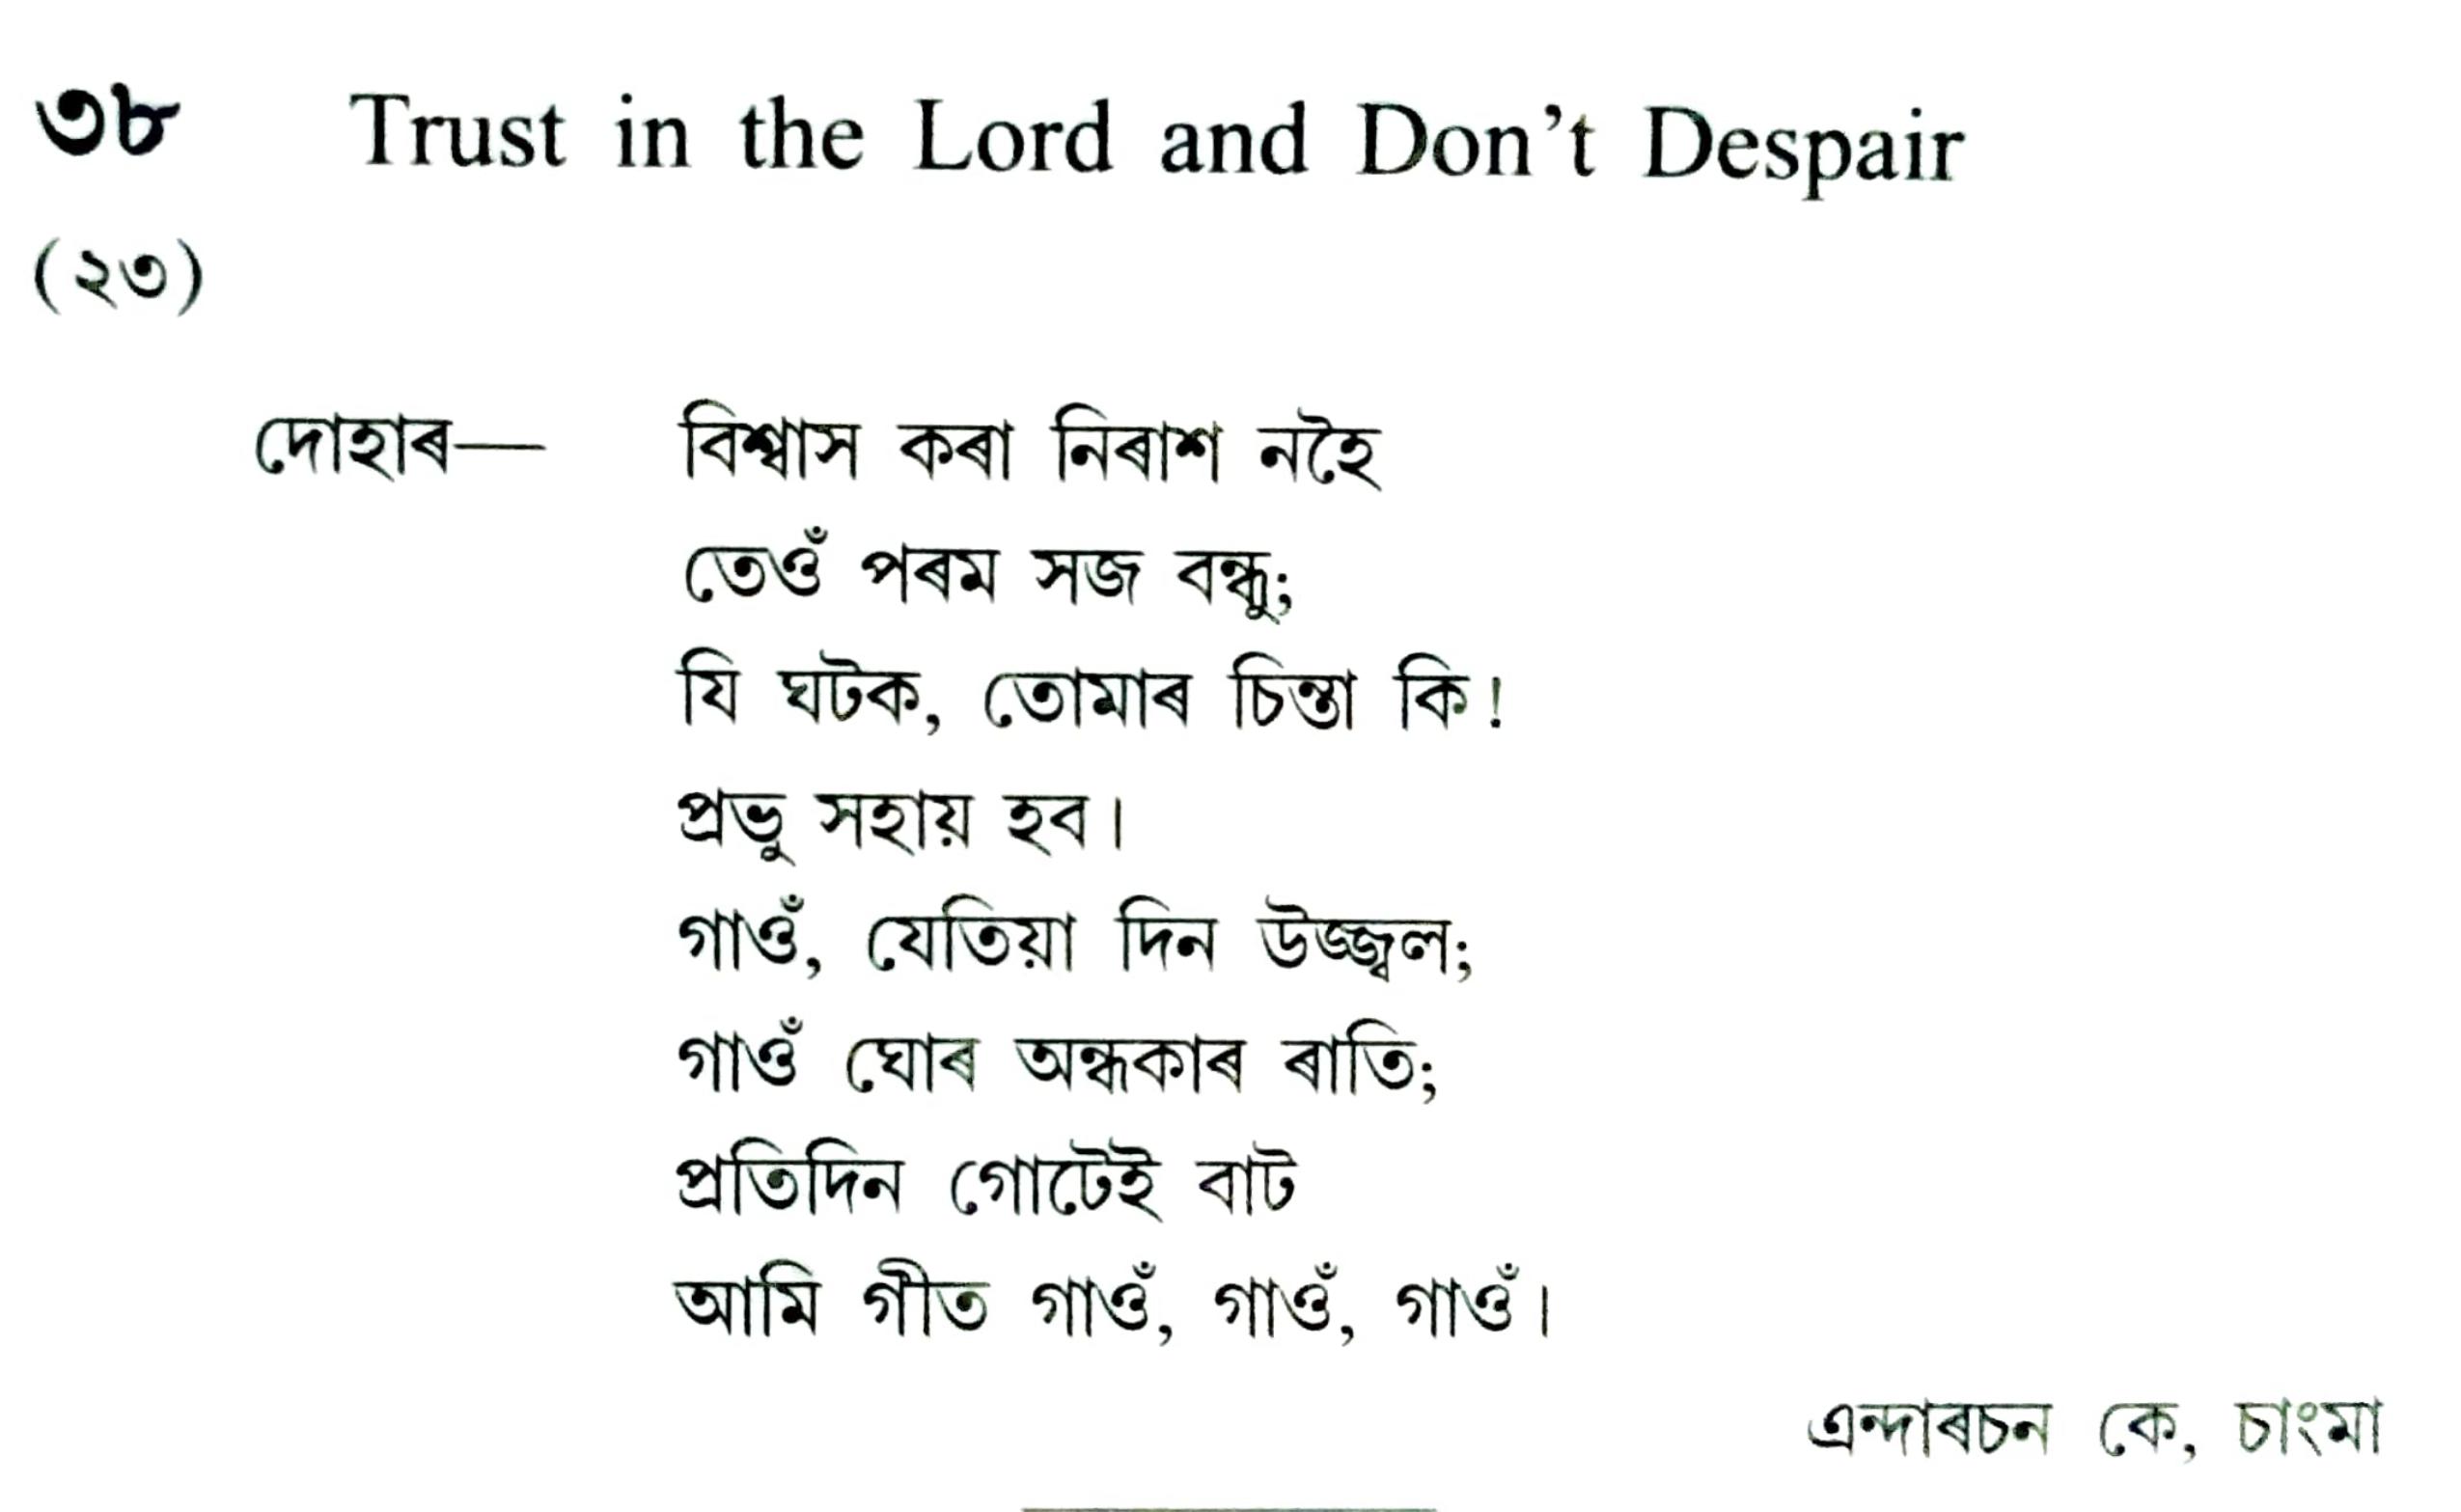 ৩৮ Trust in the Lord and Don’t Despair
(২৩)
দোহাৰ— বিশ্বাস কৰা নিৰাশ নহৈ
তেওঁ পৰম সজ বন্ধু;
যি ঘটক, তোমাৰ চিন্তা কি!
প্ৰভু সহায় হব।
গাওঁ, যেতিয়া দিন উজ্জ্বল;
গাওঁ ঘোৰ অন্ধকাৰ ৰাতি;
প্ৰতিদিন গোটেই বাট
আমি গীত গাওঁ, গাওঁ, গাওঁ।
এন্দাৰচন কে, চাংমা